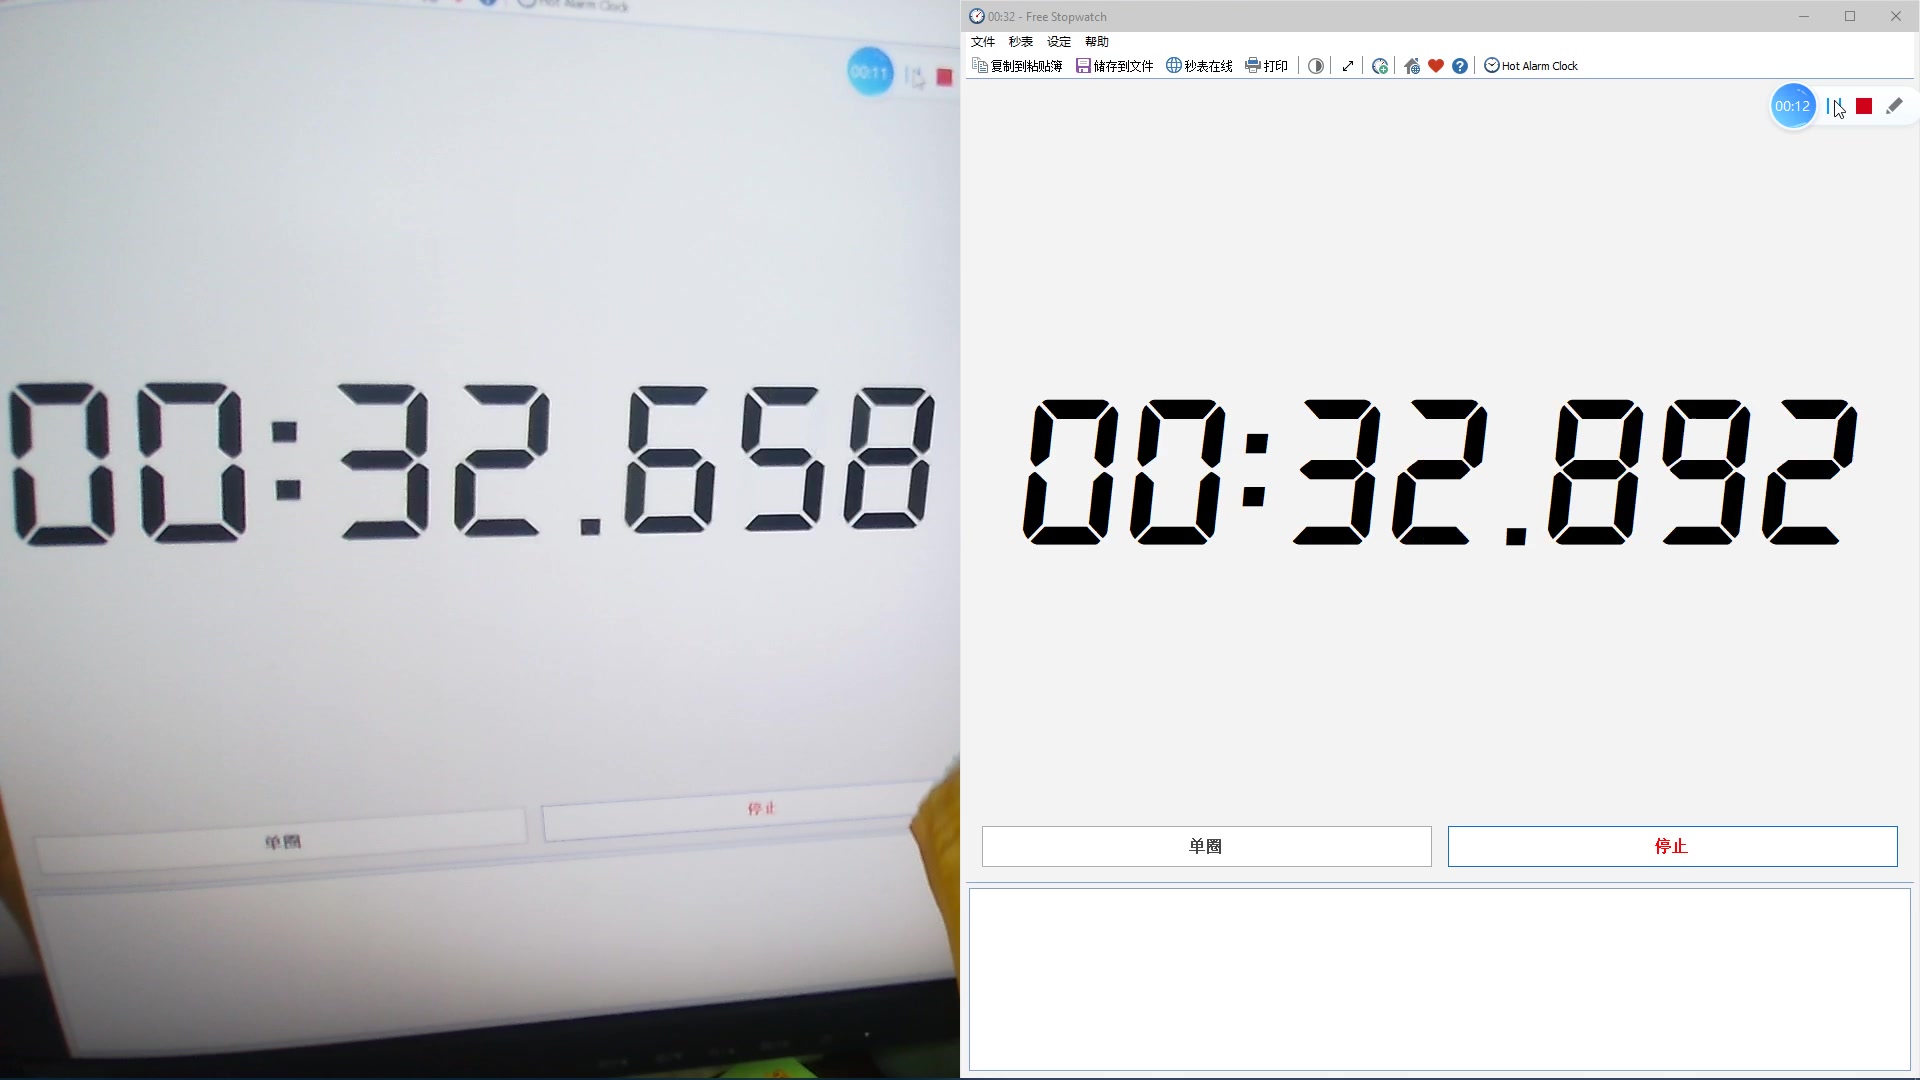 Hot Alarm Clock
00:11
00:32.658
单圈
停止
00:32 - Free Stopwatch
文件 秒表 设定 帮助
复制到粘贴簿 储存到文件 秒表在线 打印 Hot Alarm Clock
00:12
00:32.892
单圈
停止